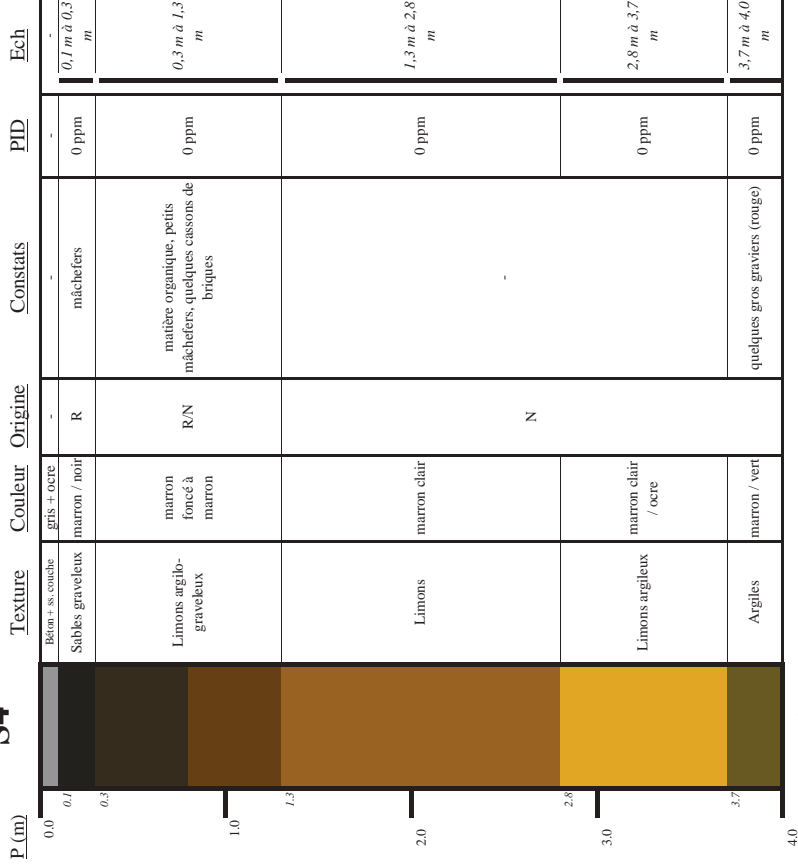 S4
P (m)
Texture
Couleur
Origine
Constats
PID
Ech
0.0
0.1
Béton + ss. couche
gris + ocre
-
-
-
-
Sables graveleux
marron / noir
R
mâchefers
0 ppm
0,1 m à 0,3
m
0.3
Limons argilo-
graveleux
marron
foncé à
marron
R/N
matière organique, petits
mâchefers, quelques cassons de
briques
0 ppm
0,3 m à 1,3
m
1.0
1.3
Limons
marron clair
N
-
0 ppm
1,3 m à 2,8
m
2.0
2.8
Limons argileux
marron clair
/ ocre
0 ppm
2,8 m à 3,7
m
3.0
3.7
Argiles
marron / vert
quelques gros graviers (rouge)
0 ppm
3,7 m à 4,0
m
4.0